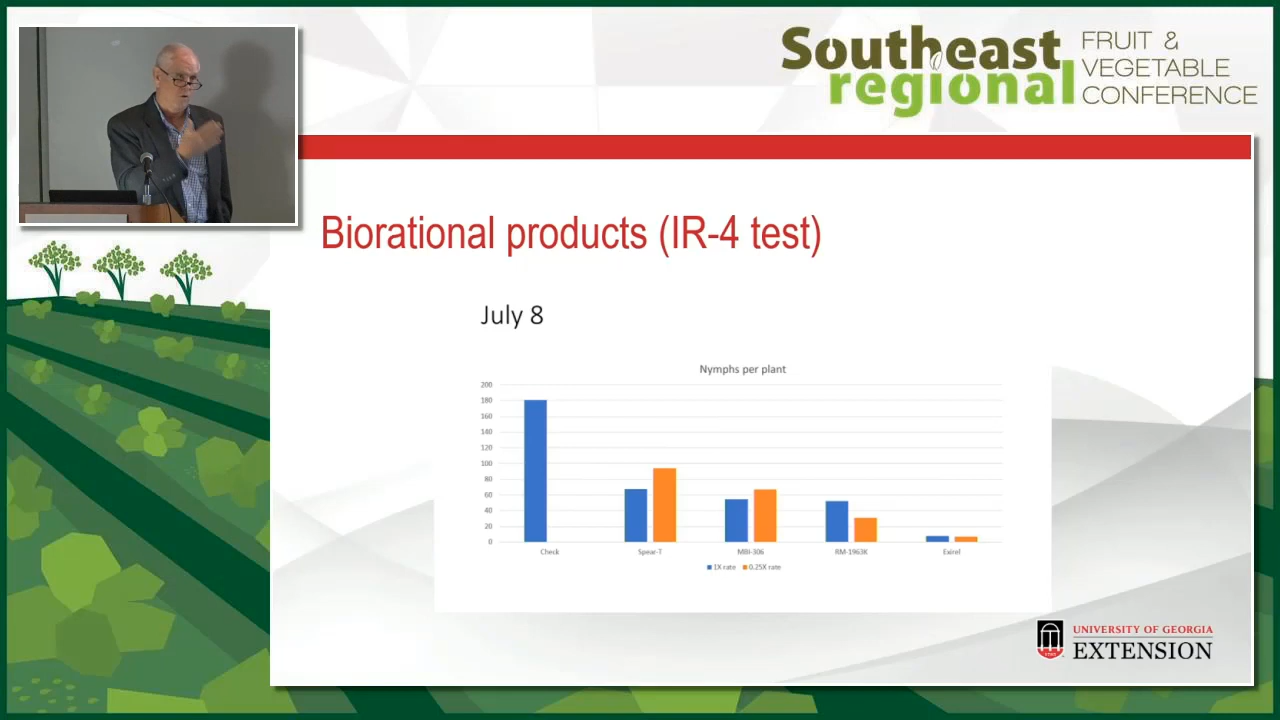 Southeast
regional
FRUIT &
VEGETABLE
CONFERENCE
Biorational products (IR-4 test)
July 8
Nymphs per plant
200
180
160
140
120
100
80
60
40
20
0
Check Spear-T MBI-306 RM-1963K Exirel
1X rate 0.25X rate
UNIVERSITY OF GEORGIA
EXTENSION